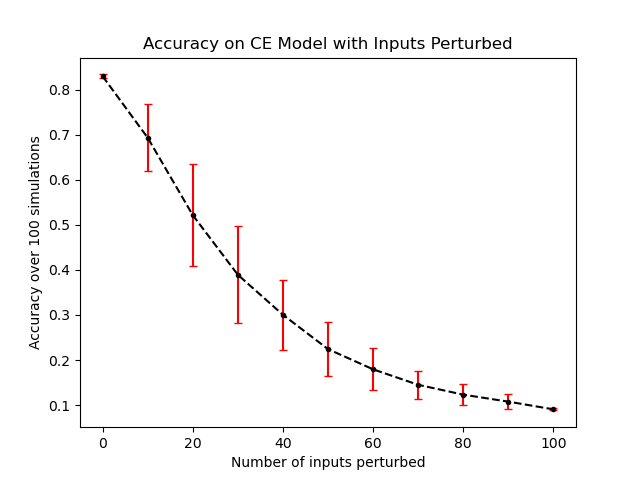 Accuracy on CE Model with Inputs Perturbed
Accuracy over 100 simulations
0.8
0.7
0.6
0.5
0.4
0.3
0.2
0.1
0 20 40 60 80 100
Number of inputs perturbed